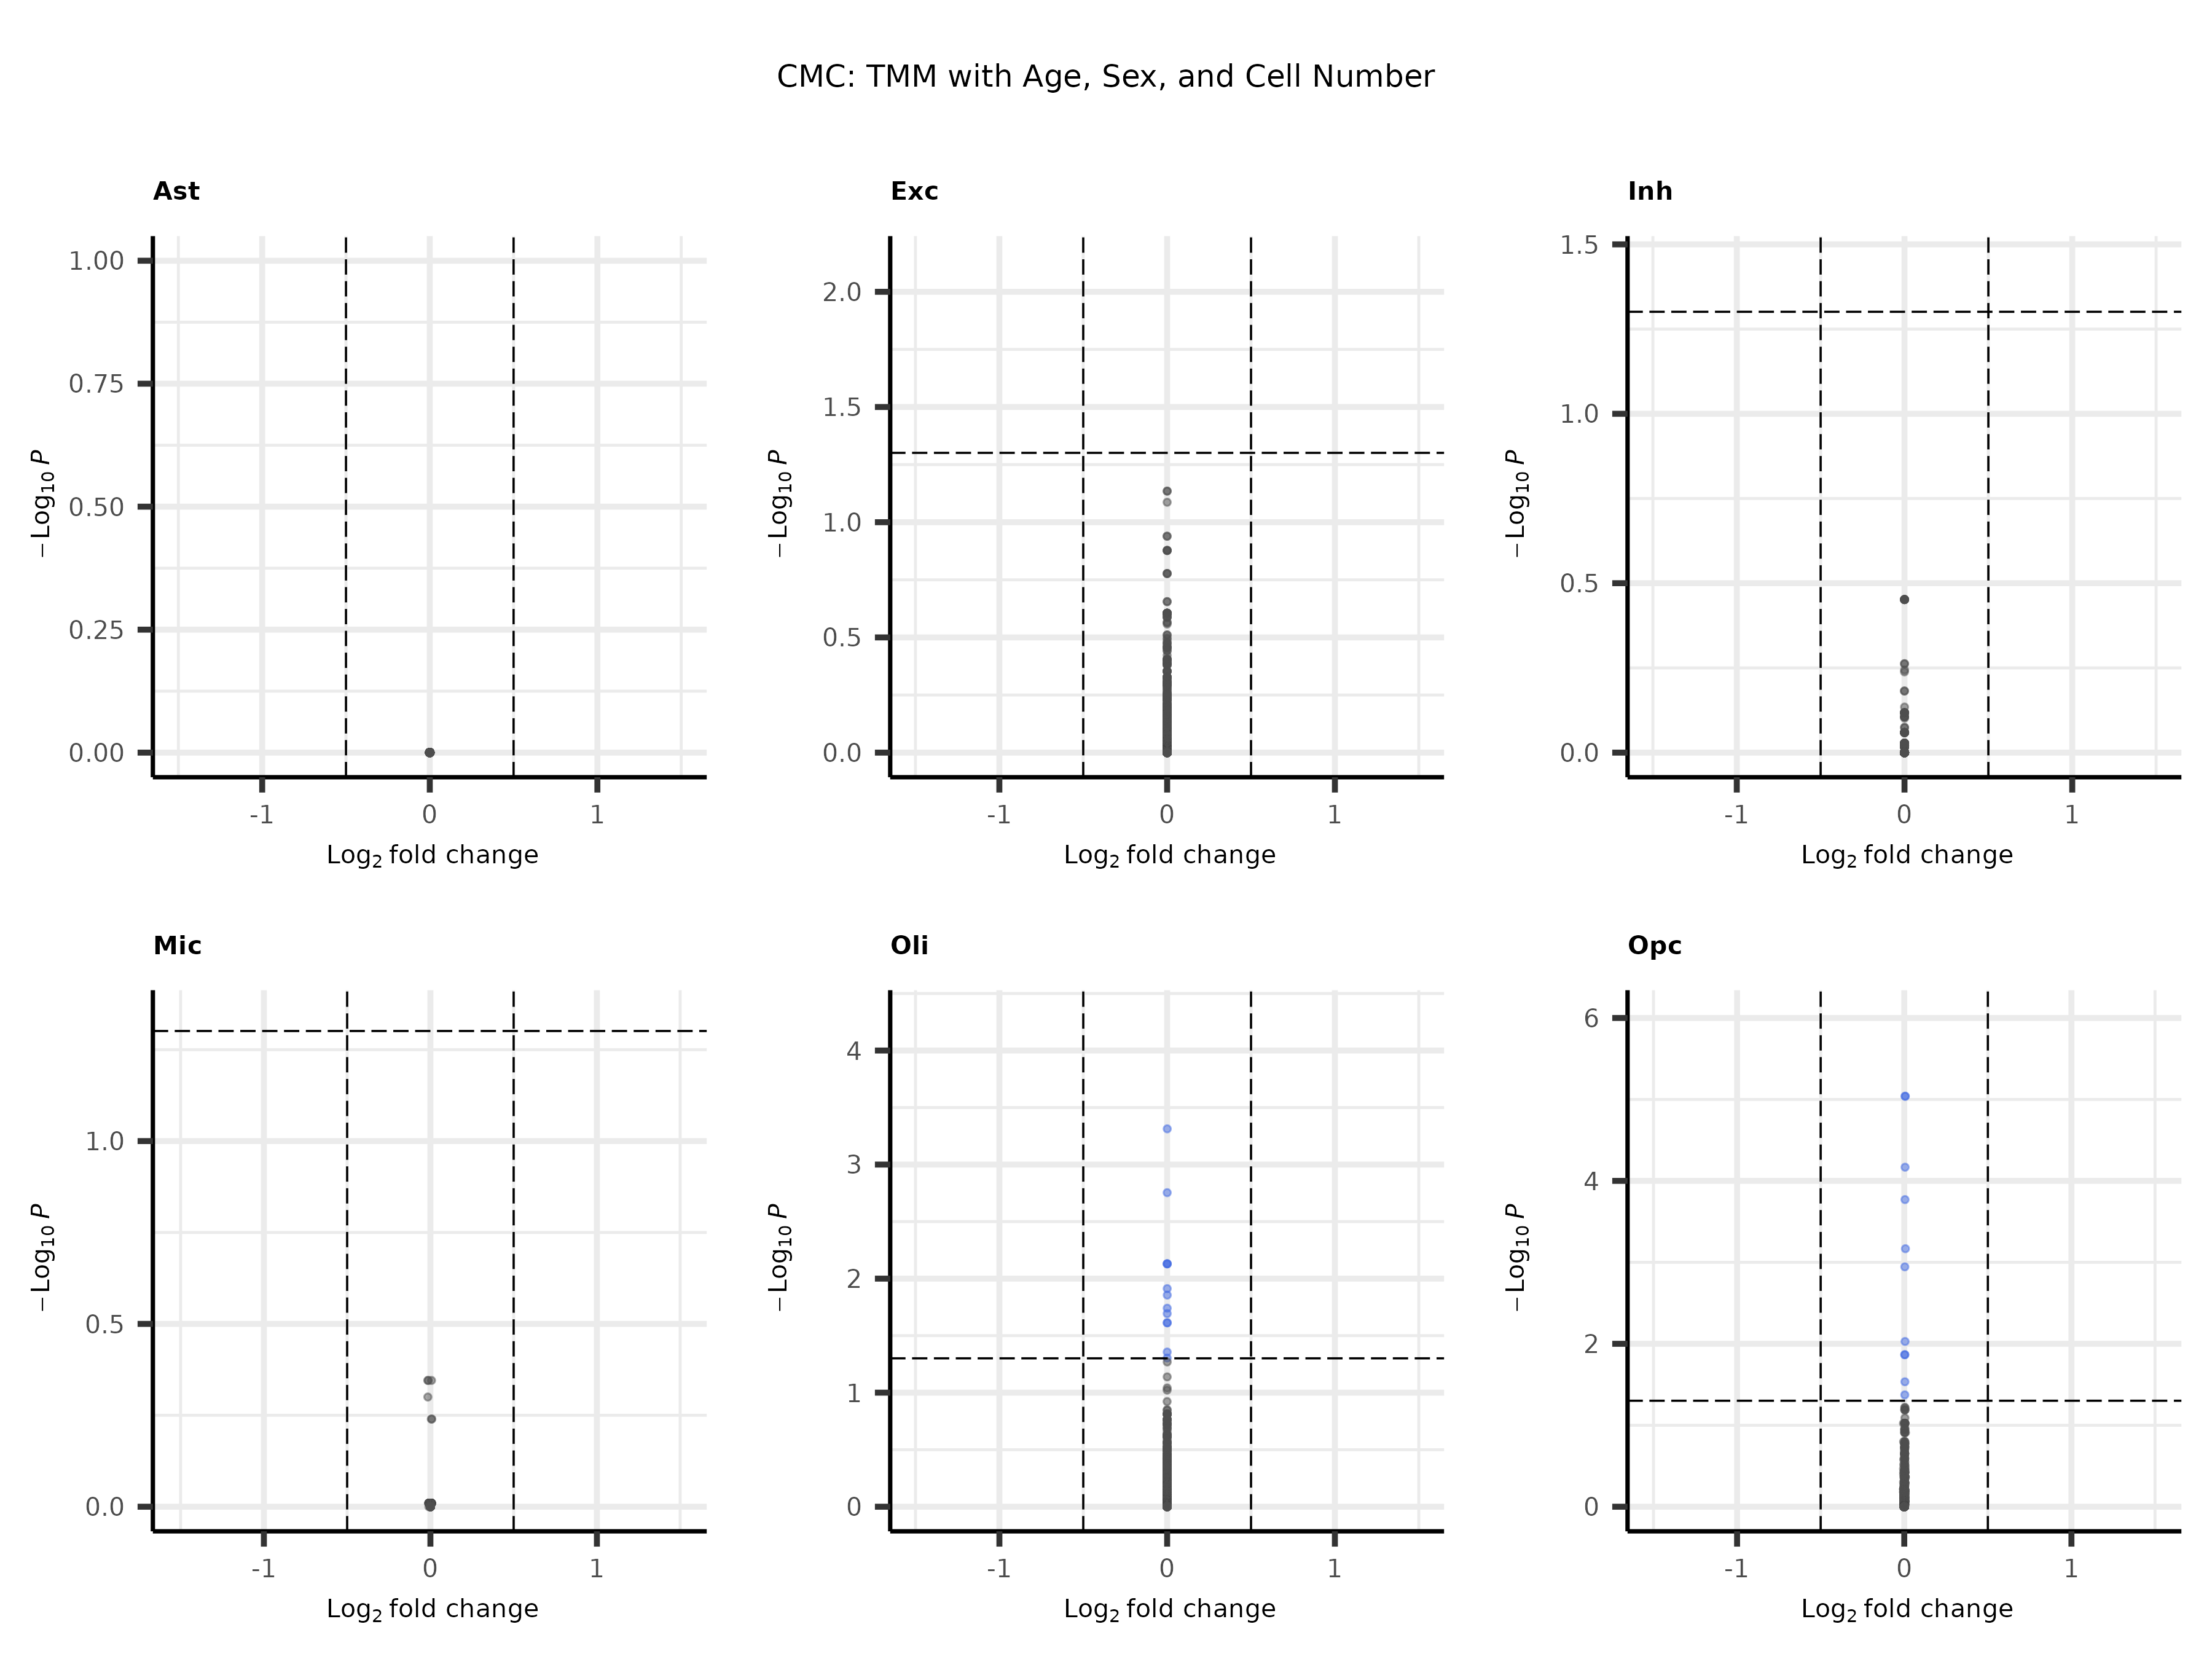 CMC: TMM with Age, Sex, and Cell Number
Ast
−Log10 P
1.00
0.75
0.50
0.25
0.00
-1 0 1
Log2 fold change
Exc
−Log10 P
2.0
1.5
1.0
0.5
0.0
-1 0 1
Log2 fold change
Inh
−Log10 P
1.5
1.0
0.5
0.0
-1 0 1
Log2 fold change
Mic
−Log10 P
1.0
0.5
0.0
-1 0 1
Log2 fold change
Oli
−Log10 P
4
3
2
1
0
-1 0 1
Log2 fold change
Opc
−Log10 P
6
4
2
0
-1 0 1
Log2 fold change